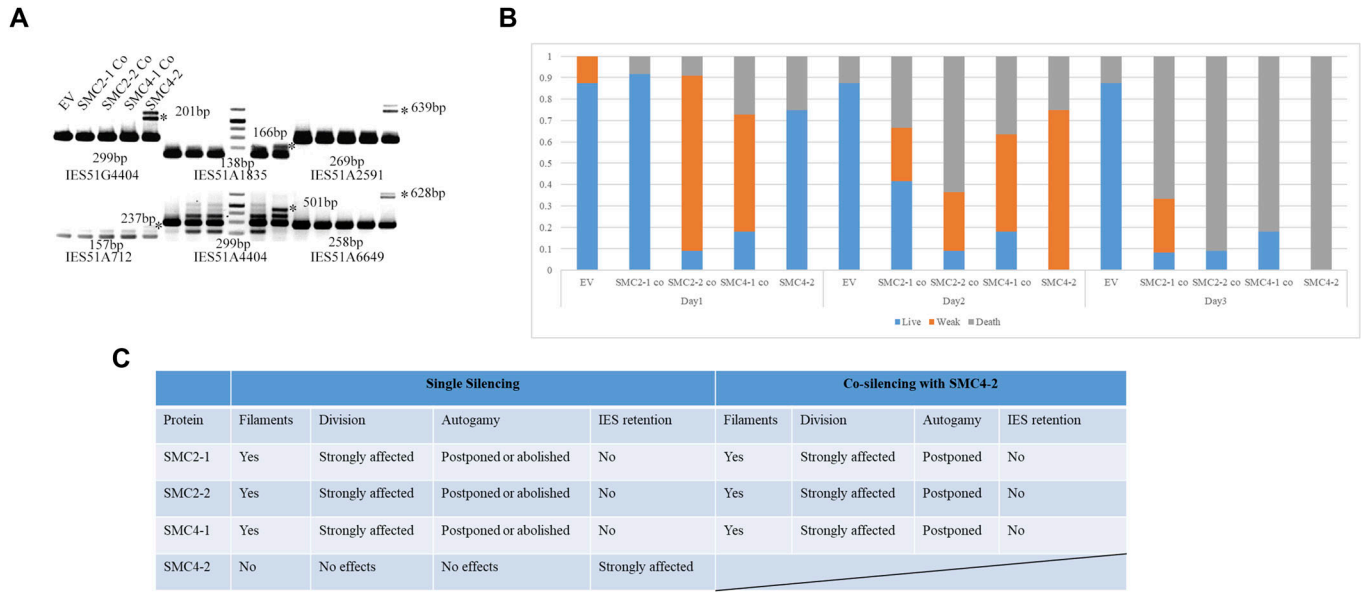 A
EV
SMC2-1 Co
SMC2-2 Co
SMC4-1 Co
SMC4-2
*
299bp
IES51G4404
201bp
166bp
*
138bp
IES51A1835
* 639bp
269bp
IES51A2591
237bp
*
157bp
IES51A712
501bp
*
299bp
IES51A4404
* 628bp
258bp
IES51A6649
B
1
0.9
0.8
0.7
0.6
0.5
0.4
0.3
0.2
0.1
0
EV SMC2-1 co SMC2-2 co SMC4-1 co SMC4-2 EV SMC2-1 co SMC2-2 co SMC4-1 co SMC4-2 EV SMC2-1 co SMC2-2 co SMC4-1 co SMC4-2
Day1 Day2 Day3
Live Weak Death
C
Single Silencing Co-silencing with SMC4-2
Protein Filaments Division Autogamy IES retention Filaments Division Autogamy IES retention
SMC2-1 Yes Strongly affected Postponed or abolished No Yes Strongly affected Postponed No
SMC2-2 Yes Strongly affected Postponed or abolished No Yes Strongly affected Postponed No
SMC4-1 Yes Strongly affected Postponed or abolished No Yes Strongly affected Postponed No
SMC4-2 No No effects No effects Strongly affected